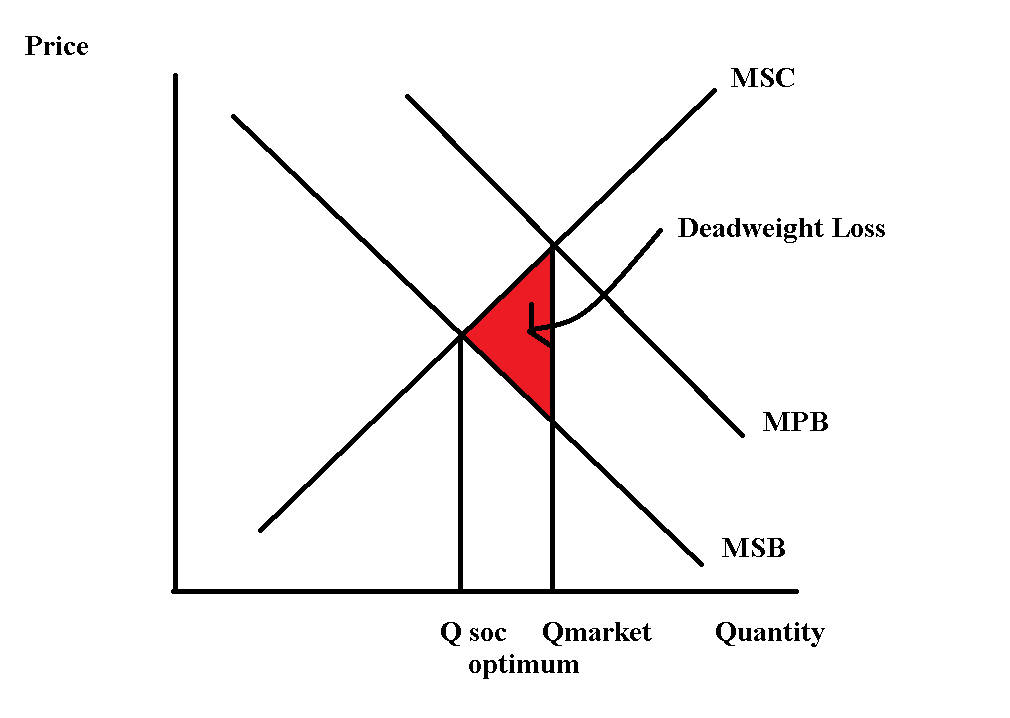 Price
MSC
Deadweight Loss
MPB
MSB
Q soc optimum
Qmarket
Quantity